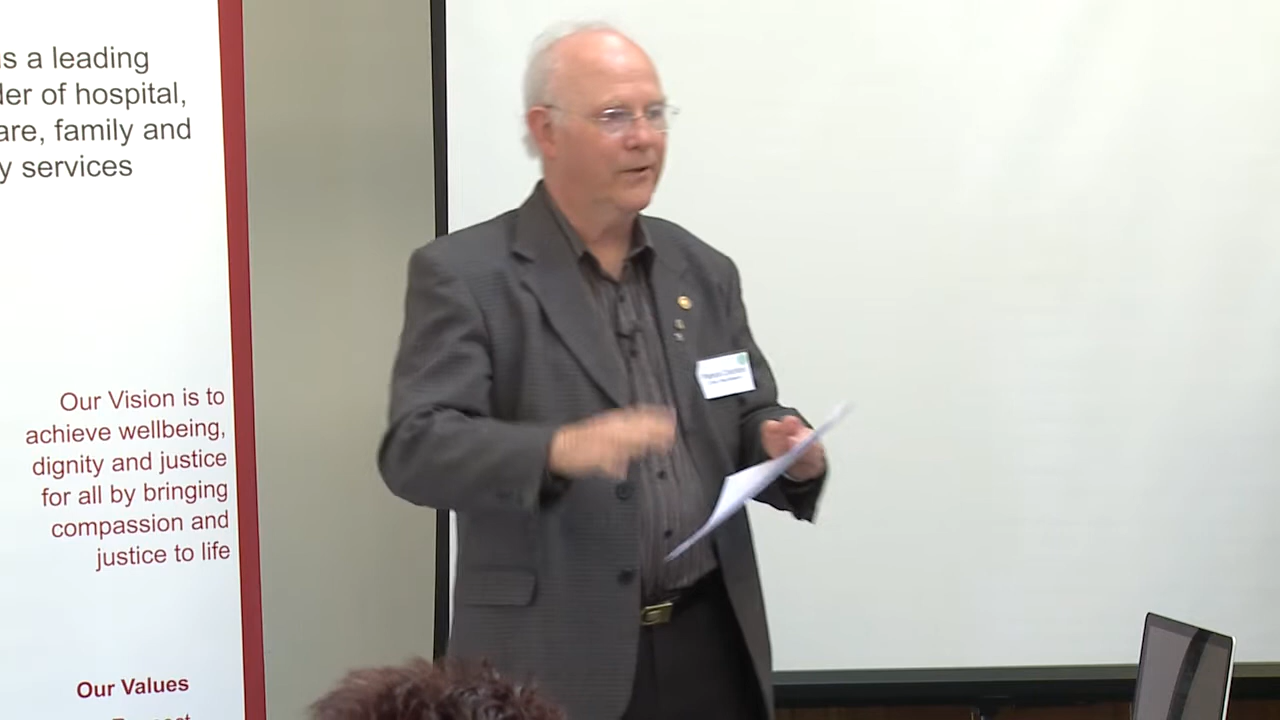 is a leading
der of hospital,
are, family and
y services
Our Vision is to
achieve wellbeing,
dignity and justice
for all by bringing
compassion and
justice to life
Our Values